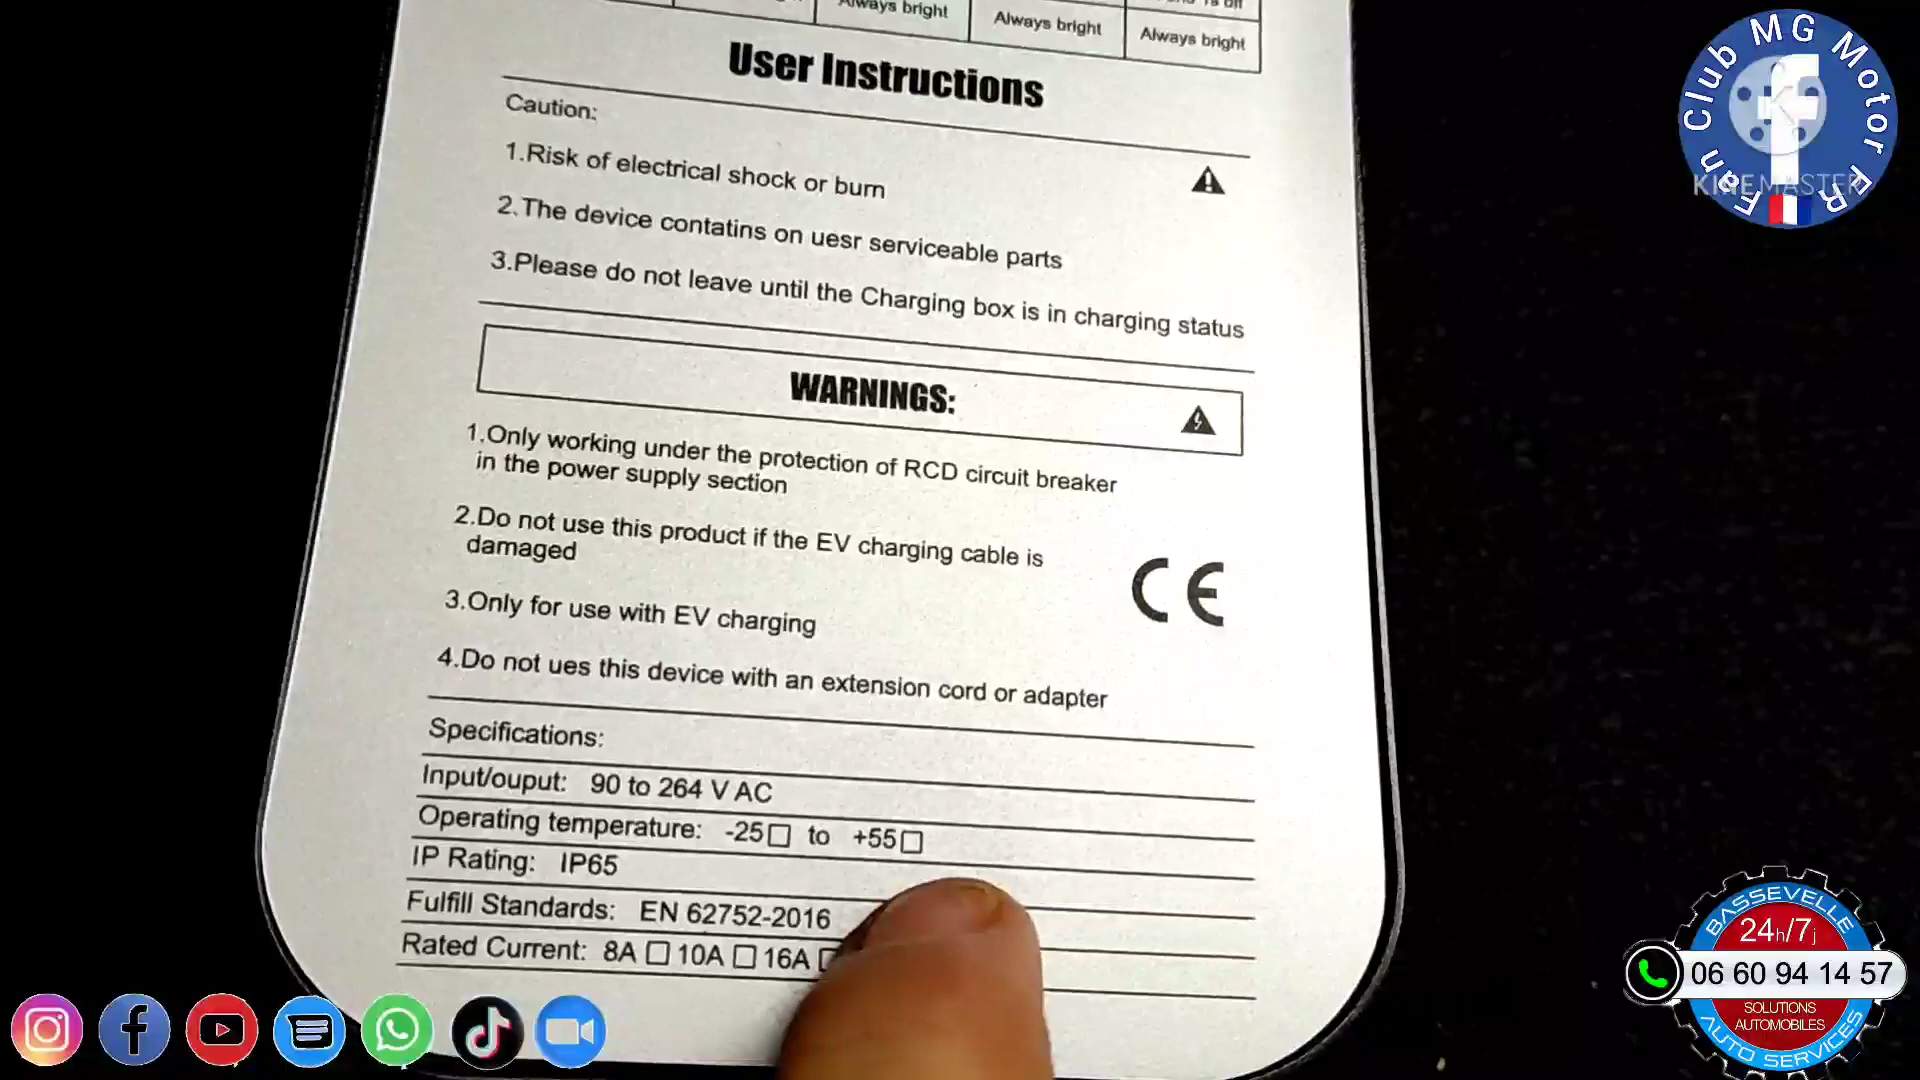 Always bright
Always bright
Always bright
User Instructions
Caution:
1.Risk of electrical shock or burn
2.The device contatins on uesr serviceable parts
3.Please do not leave until the Charging box is in charging status
WARNINGS:
1.Only working under the protection of RCD circuit breaker
in the power supply section
2.Do not use this product if the EV charging cable is
damaged
3.Only for use with EV charging
4.Do not ues this device with an extension cord or adapter
CE
Specifications:
Input/ouput: 90 to 264 V AC
Operating temperature: -25□ to +55□
IP Rating: IP65
Fulfill Standards: EN 62752-2016
Rated Current: 8A □ 10A □ 16A □
Fan Club MG Motor FR
KINEMASTER
BASSEVELLE
24h/7j
06 60 94 14 57
SOLUTIONS
AUTOMOBILES
AUTO SERVICES